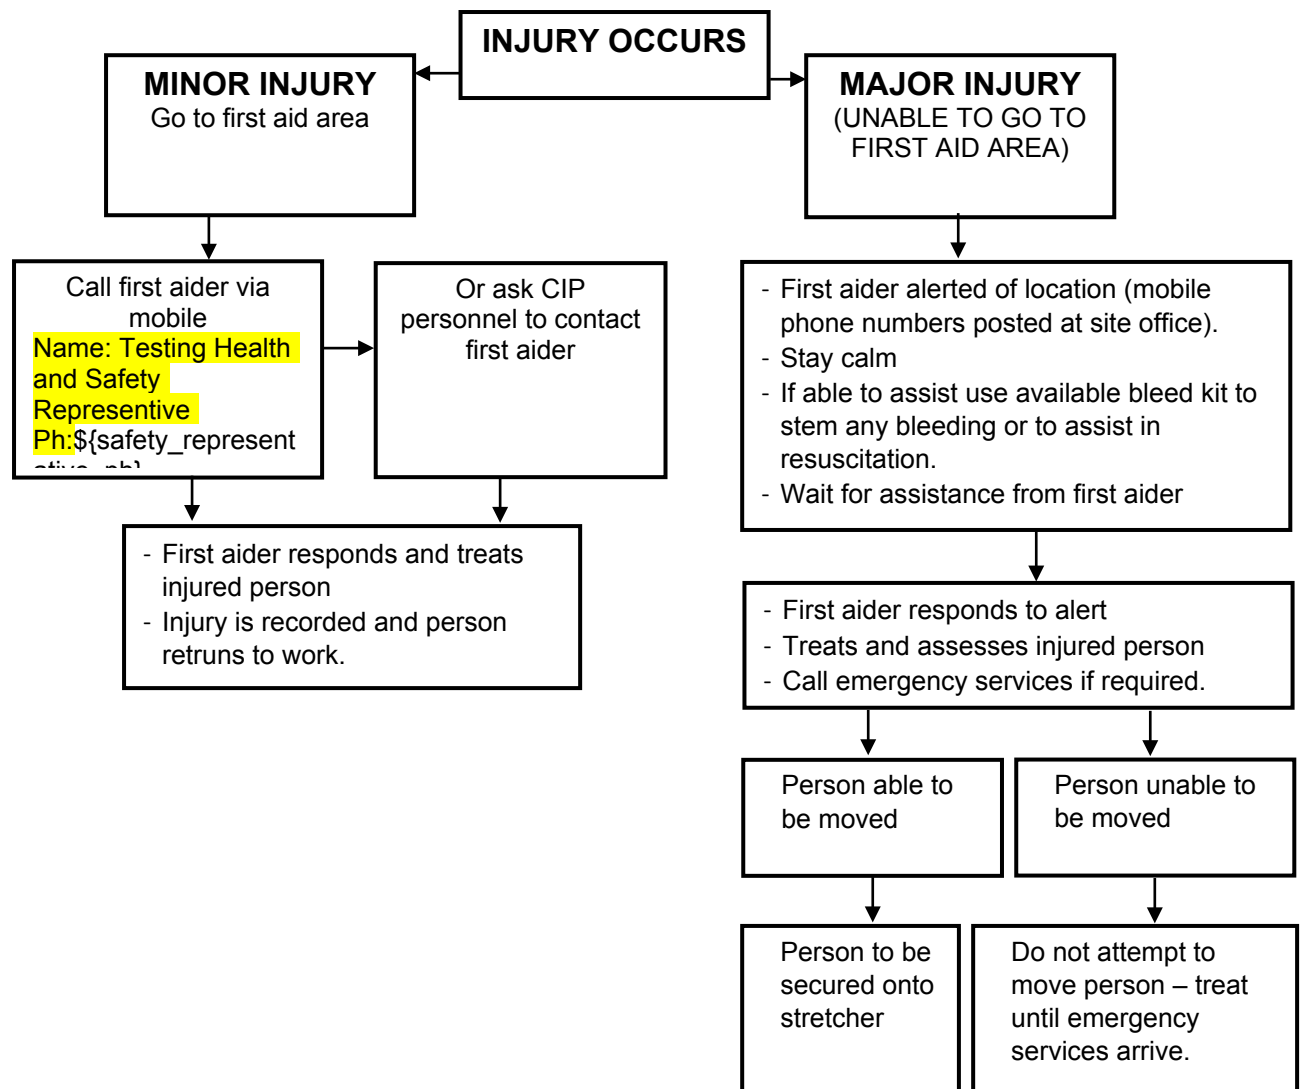 INJURY OCCURS
MINOR INJURY
Go to first aid area
MAJOR INJURY
(UNABLE TO GO TO
FIRST AID AREA)
Call first aider via
mobile
Name: Testing Health
and Safety
Representive
Ph:${safety_represent
Or ask CIP
personnel to contact
first aider
- First aider responds and treats
injured person
- Injury is recorded and person
retruns to work.
- First aider alerted of location (mobile
phone numbers posted at site office).
- Stay calm
- If able to assist use available bleed kit to
stem any bleeding or to assist in
resuscitation.
- Wait for assistance from first aider
- First aider responds to alert
- Treats and assesses injured person
- Call emergency services if required.
Person able to
be moved
Person unable to
be moved
Person to be
secured onto
stretcher
Do not attempt to
move person – treat
until emergency
services arrive.